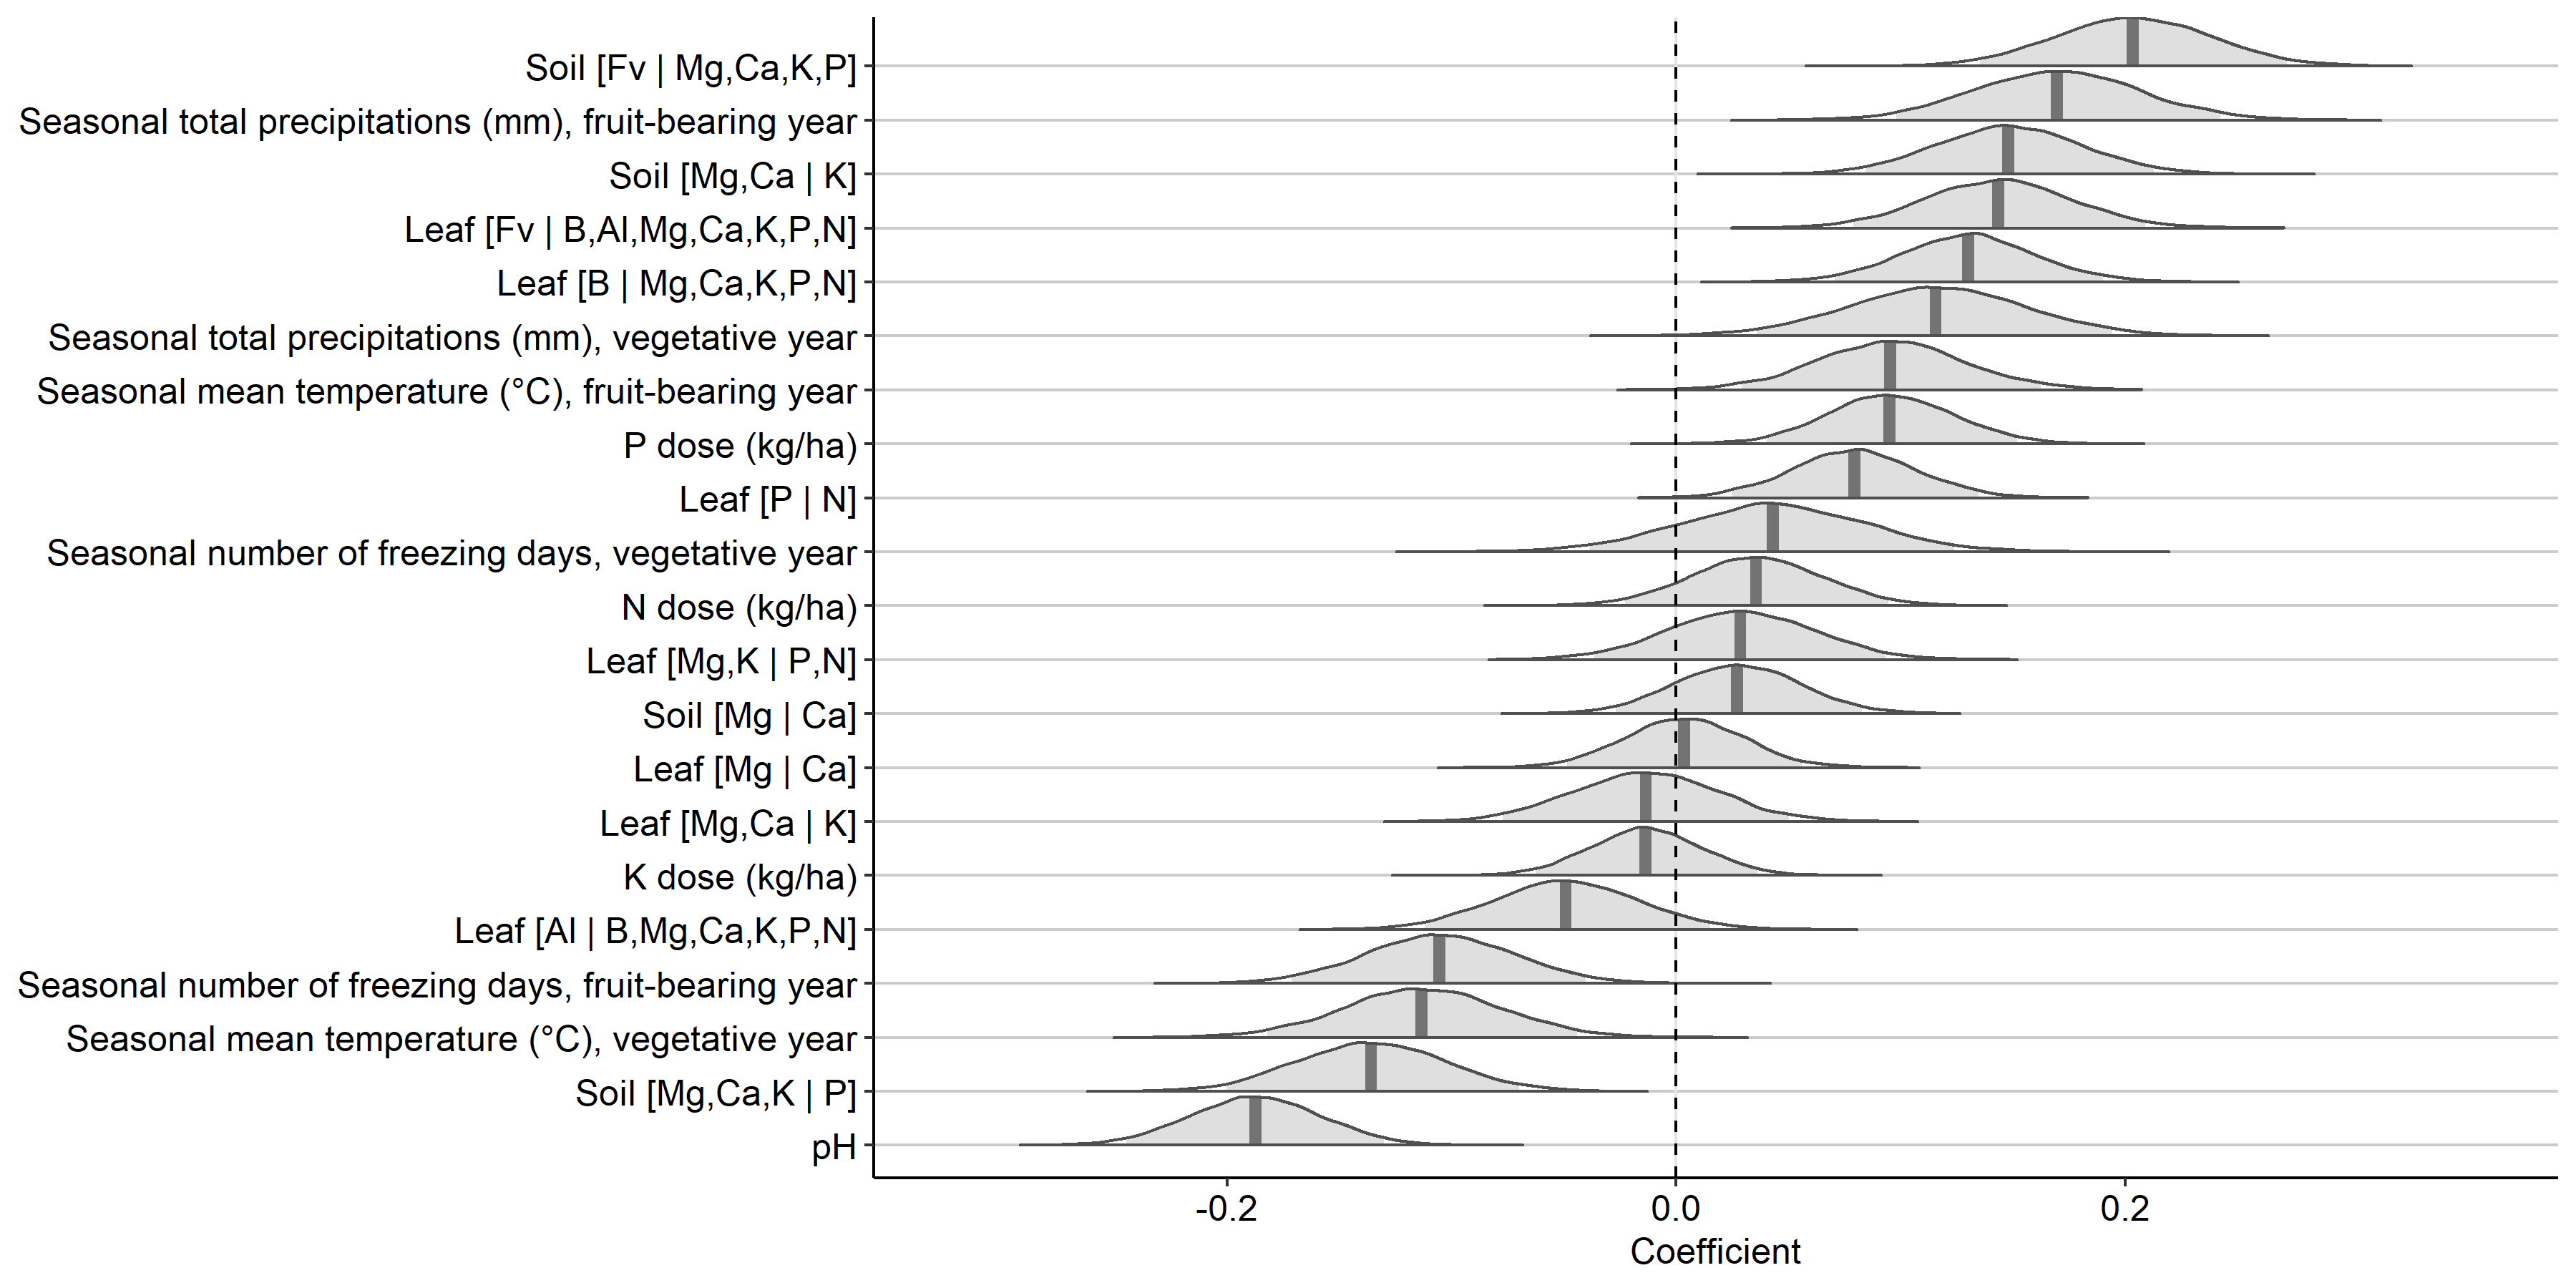 Soil [Fv | Mg,Ca,K,P]
Seasonal total precipitations (mm), fruit-bearing year
Soil [Mg,Ca | K]
Leaf [Fv | B,Al,Mg,Ca,K,P,N]
Leaf [B | Mg,Ca,K,P,N]
Seasonal total precipitations (mm), vegetative year
Seasonal mean temperature (°C), fruit-bearing year
P dose (kg/ha)
Leaf [P | N]
Seasonal number of freezing days, vegetative year
N dose (kg/ha)
Leaf [Mg,K | P,N]
Soil [Mg | Ca]
Leaf [Mg | Ca]
Leaf [Mg,Ca | K]
K dose (kg/ha)
Leaf [Al | B,Mg,Ca,K,P,N]
Seasonal number of freezing days, fruit-bearing year
Seasonal mean temperature (°C), vegetative year
Soil [Mg,Ca,K | P]
pH
-0.2 0.0 0.2
Coefficient